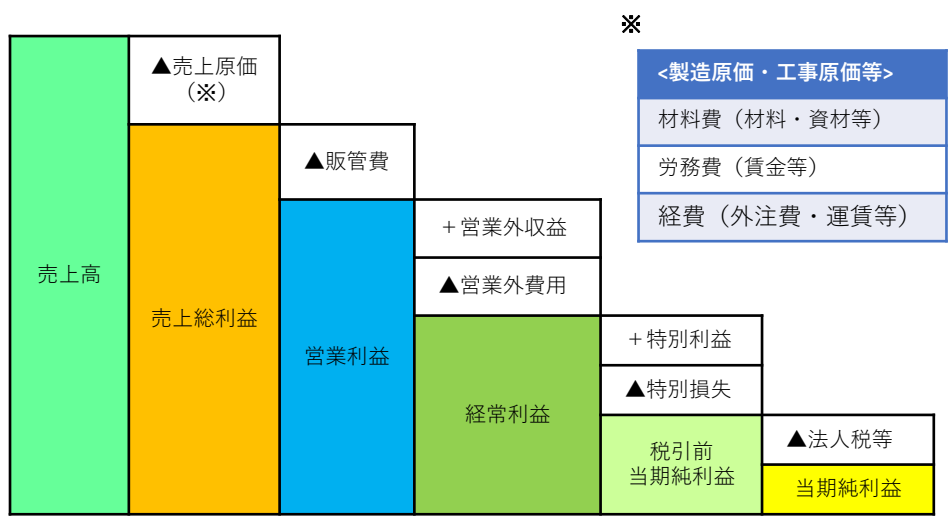 ※
<製造原価・工事原価等>
材料費（材料・資材等）
労務費（賃金等）
経費（外注費・運賃等）
売上高
▲売上原価
（※）
売上総利益
▲販管費
営業利益
＋営業外収益
▲営業外費用
経常利益
＋特別利益
▲特別損失
税引前
当期純利益
▲法人税等
当期純利益